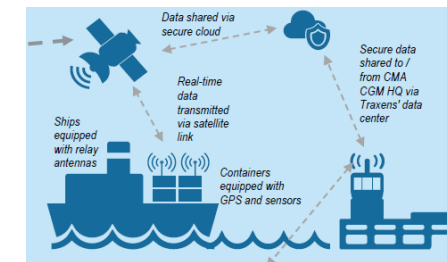 Data shared via
secure cloud
Real-time
data
transmitted
via satellite
link
Secure data
shared to /
from CMA
CGM HQ via
Traxens' data
center
Ships
equipped
with relay
antennas
Containers
equipped with
GPS and sensors